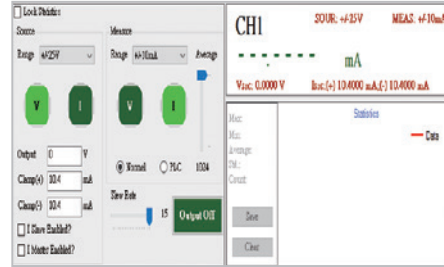 Lock Statistics
Source
Range +/-25V
V I
Output 0 V
Clamp(+) 10.4 mA
Clamp(-) 10.4 mA
I Slave Enabled?
I Master Enabled?
Measure
Range +/-10mA
Average
V I
Normal PLC 1024
Slew Rate
15
Output Off
CH1 SOUR: +/-25V MEAS: +/-10mA
------ mA
Vsrc: 0.0000 V Isrc:(+) 10.4000 mA,(-) 10.4000 mA
Statistics
Max:
Min:
Average:
Count:
Data
Save
Clear